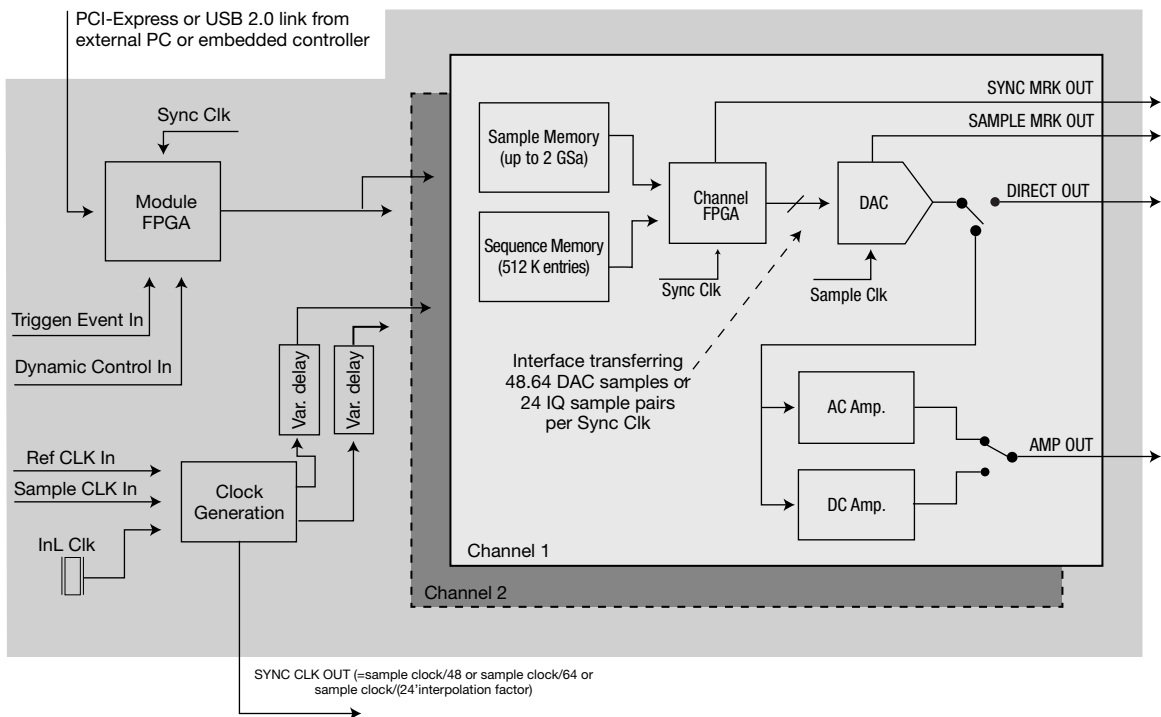 PCI-Express or USB 2.0 link from
external PC or embedded controller
Sync Clk
Module
FPGA
Triggen Event In
Dynamic Control In
Var. delay
Var. delay
Ref CLK In
Sample CLK In
InL Clk
Clock
Generation
SYNC CLK OUT (=sample clock/48 or sample clock/64 or
sample clock/(24'interpolation factor)
Sample Memory
(up to 2 GSa)
Sequence Memory
(512 K entries)
Channel
FPGA
Sync Clk
DAC
Sample Clk
SYNC MRK OUT
SAMPLE MRK OUT
DIRECT OUT
Interface transferring
48.64 DAC samples or
24 IQ sample pairs
per Sync Clk
AC Amp.
DC Amp.
AMP OUT
Channel 1
Channel 2